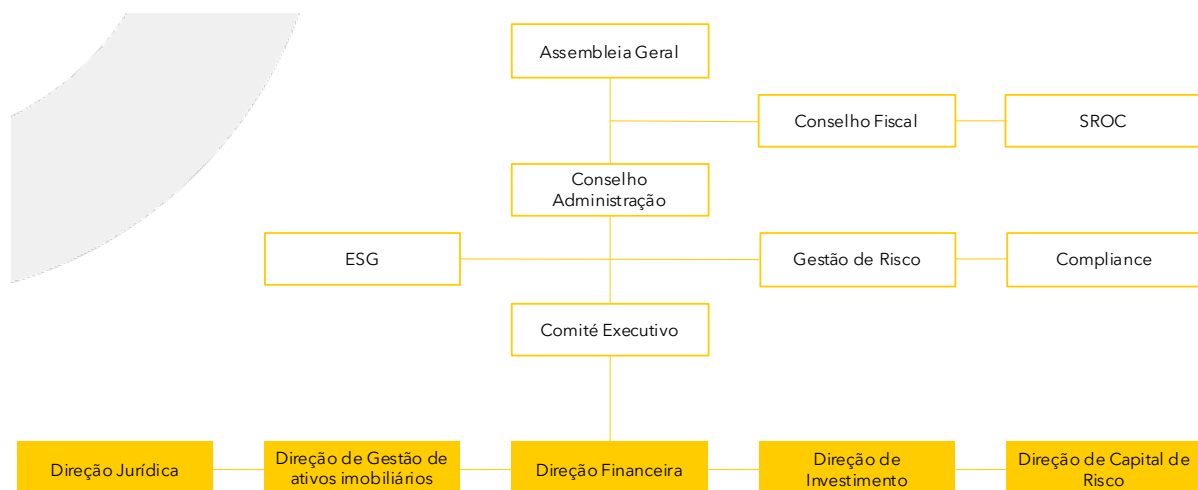 Assembleia Geral
Conselho Fiscal
SROC
Conselho
Administração
ESG
Gestão de Risco
Compliance
Comité Executivo
Direção Jurídica
Direção de Gestão de
ativos imobiliários
Direção Financeira
Direção de
Investimento
Direção de Capital de
Risco